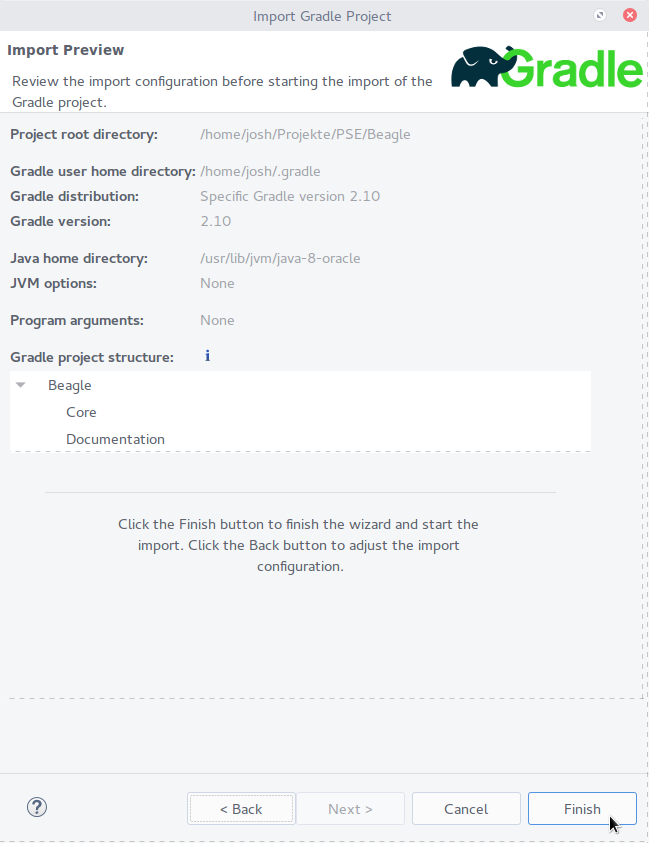 Import Gradle Project
Import Preview
Review the import configuration before starting the import of the
Gradle project.
Gradle
Project root directory: /home/josh/Projekte/PSE/Beagle
Gradle user home directory: /home/josh/.gradle
Gradle distribution: Specific Gradle version 2.10
Gradle version: 2.10
Java home directory: /usr/lib/jvm/java-8-oracle
JVM options: None
Program arguments: None
Gradle project structure: i
Beagle
Core
Documentation
Click the Finish button to finish the wizard and start the
import. Click the Back button to adjust the import
configuration.
? < Back Next > Cancel Finish